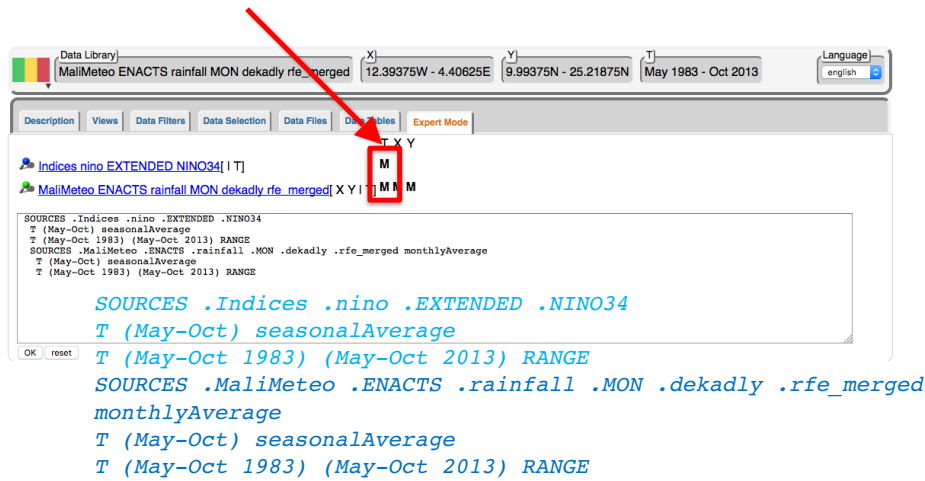 Data Library
MaliMeteo ENACTS rainfall MON dekadly rfe_merged
X
12.39375W - 4.40625E
Y
9.99375N - 25.21875N
T
May 1983 - Oct 2013
Language
english
Description Views Data Filters Data Selection Data Files Data Tables Expert Mode
T X Y
Indices nino EXTENDED NINO34[ | T] M
MaliMeteo ENACTS rainfall MON dekadly rfe_merged[ X Y | T] M M M
SOURCES .Indices .nino .EXTENDED .NINO34
T (May-Oct) seasonalAverage
T (May-Oct 1983) (May-Oct 2013) RANGE
SOURCES .MaliMeteo .ENACTS .rainfall .MON .dekadly .rfe_merged monthlyAverage
T (May-Oct) seasonalAverage
T (May-Oct 1983) (May-Oct 2013) RANGE
SOURCES .Indices .nino .EXTENDED .NINO34
T (May-Oct) seasonalAverage
OK reset
T (May-Oct 1983) (May-Oct 2013) RANGE
SOURCES .MaliMeteo .ENACTS .rainfall .MON .dekadly .rfe_merged
monthlyAverage
T (May-Oct) seasonalAverage
T (May-Oct 1983) (May-Oct 2013) RANGE